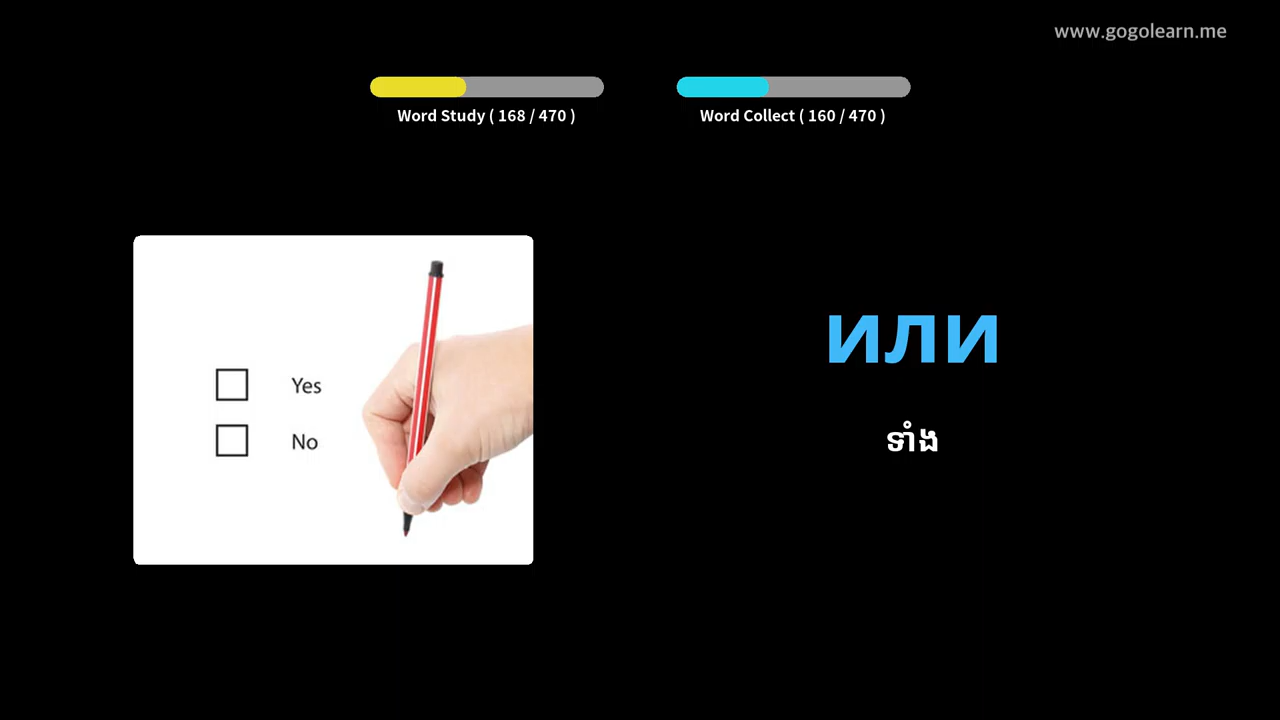 www.gogolearn.me
Word Study ( 168 / 470 )
Word Collect ( 160 / 470 )
Yes
No
или
ទាំង